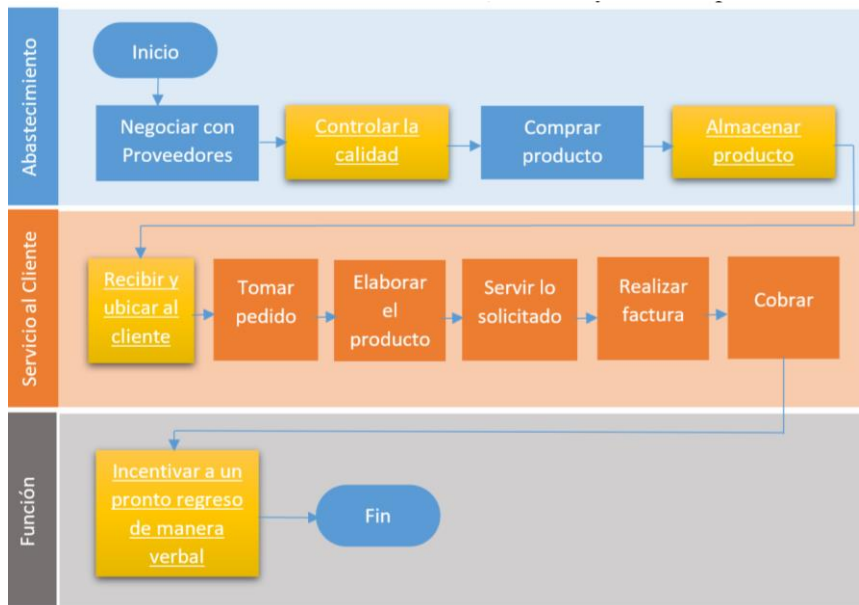 Abastecimiento
Inicio
Negociar con
Proveedores
Controlar la
calidad
Comprar
producto
Almacenar
producto
Servicio al Cliente
Recibir y
ubicar al
cliente
Tomar
pedido
Elaborar
el
producto
Servir lo
solicitado
Realizar
factura
Cobrar
Función
Incentivar a un
pronto regreso
de manera
verbal
Fin